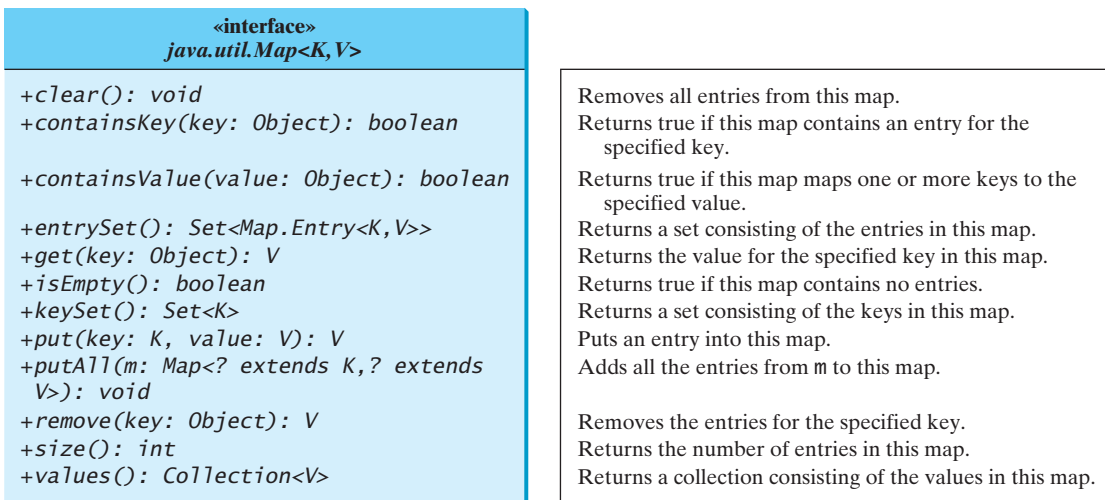 «interface»
java.util.Map<K,V>
+clear(): void
+containsKey(key: Object): boolean
+containsValue(value: Object): boolean
+entrySet(): Set<Map.Entry<K,V>>
+get(key: Object): V
+isEmpty(): boolean
+keySet(): Set<K>
+put(key: K, value: V): V
+putAll(m: Map<? extends K,? extends
V>): void
+remove(key: Object): V
+size(): int
+values(): Collection<V>
Removes all entries from this map.
Returns true if this map contains an entry for the
specified key.
Returns true if this map maps one or more keys to the
specified value.
Returns a set consisting of the entries in this map.
Returns the value for the specified key in this map.
Returns true if this map contains no entries.
Returns a set consisting of the keys in this map.
Puts an entry into this map.
Adds all the entries from m to this map.
Removes the entries for the specified key.
Returns the number of entries in this map.
Returns a collection consisting of the values in this map.